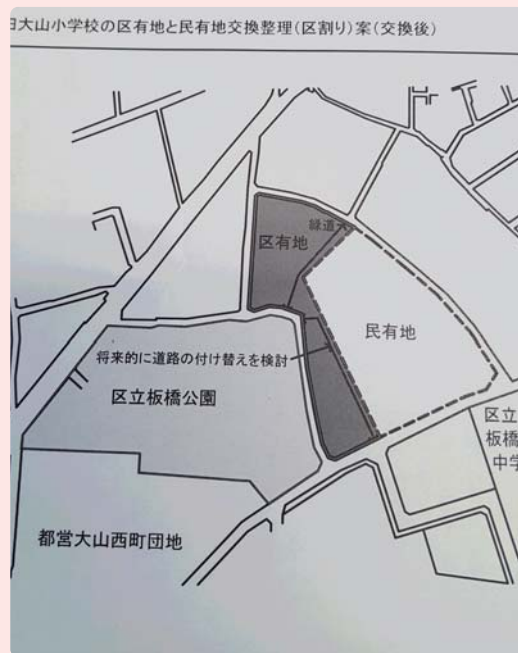 大山小学校の区有地と民有地交換整理(区割り)案(交換後)
緑道
区有地
民有地
将来的に道路の付け替えを検討
区立板橋公園
区立
板橋
中学
都営大山西町団地